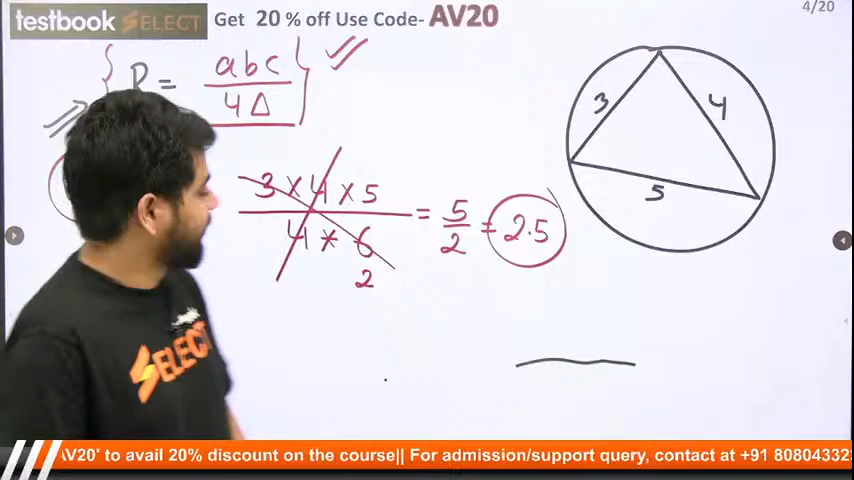 testbook SELECT Get 20 % off Use Code- AV20
4/20
R = abc / 4Δ
3 × 4 × 5 / 4 * 6 = 5/2 = 2.5
2
3
4
5
SELECT
AV20' to avail 20% discount on the course|| For admission/support query, contact at +91 80804332